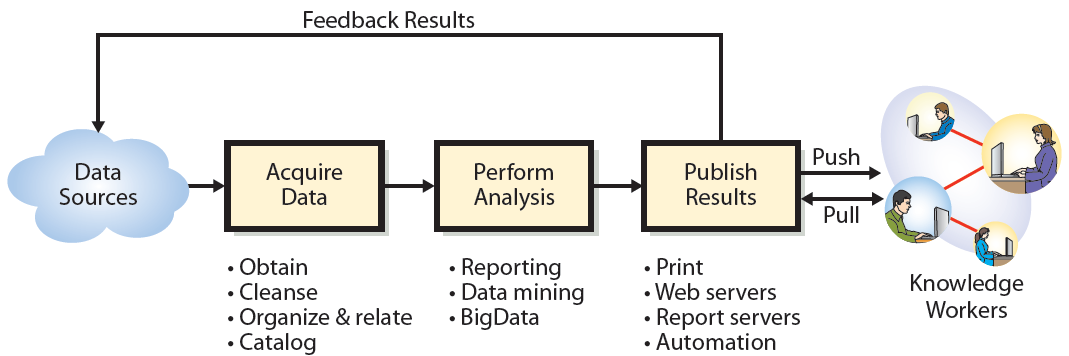 Feedback Results
Data
Sources
Acquire
Data
Perform
Analysis
Publish
Results
Push
Pull
• Obtain
• Cleanse
• Organize & relate
• Catalog
• Reporting
• Data mining
• BigData
• Print
• Web servers
• Report servers
• Automation
Knowledge
Workers